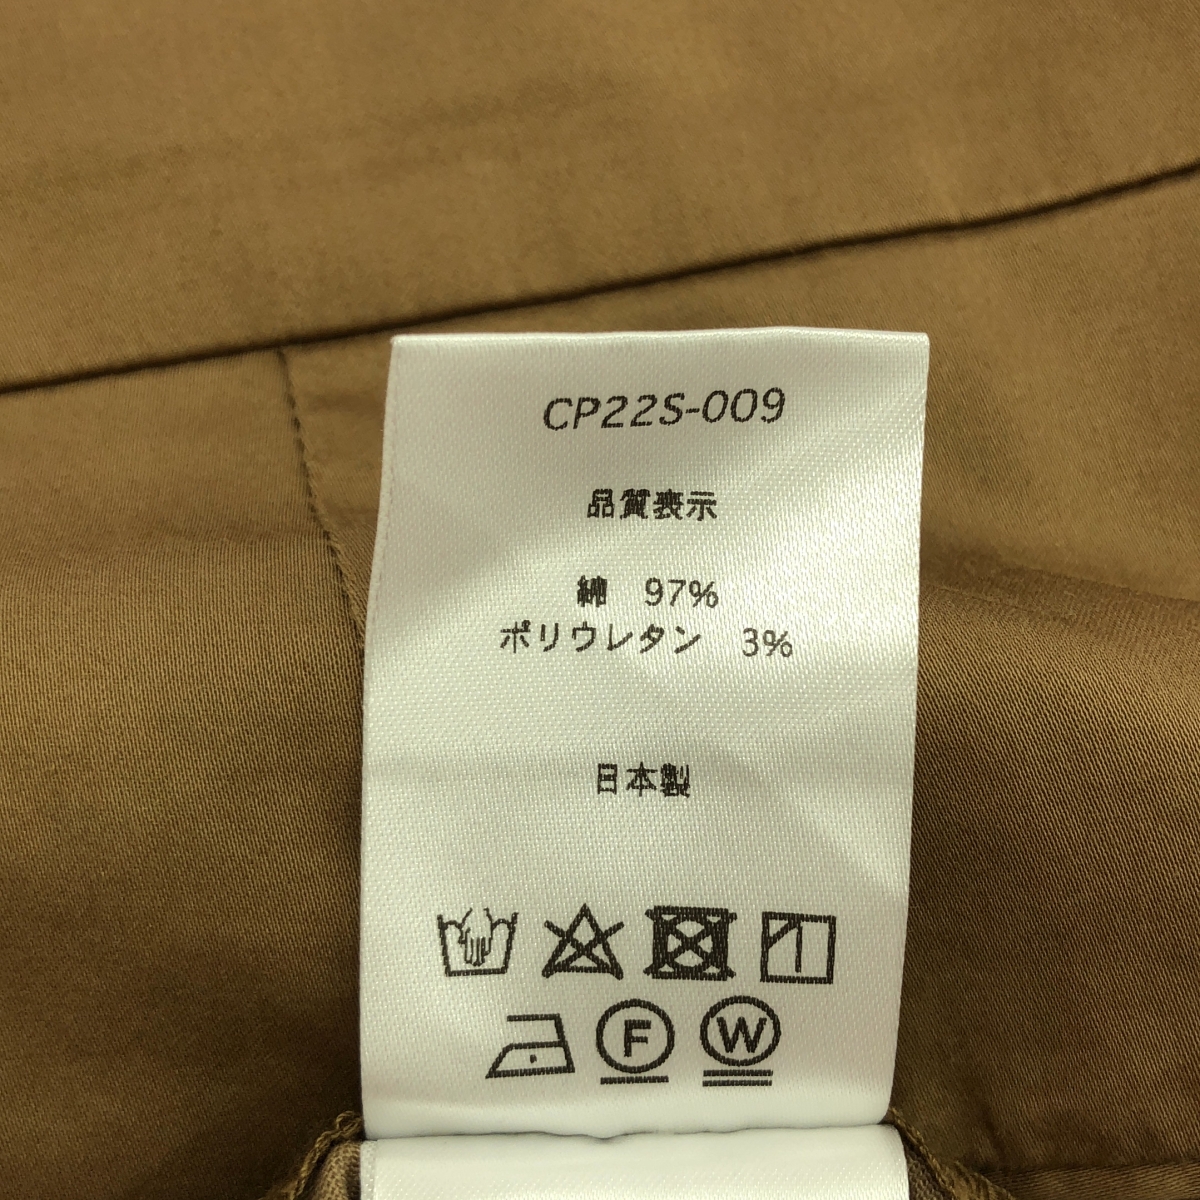 CP22S-009
品質表示
綿 97%
ポリウレタン 3%
日本製
F W